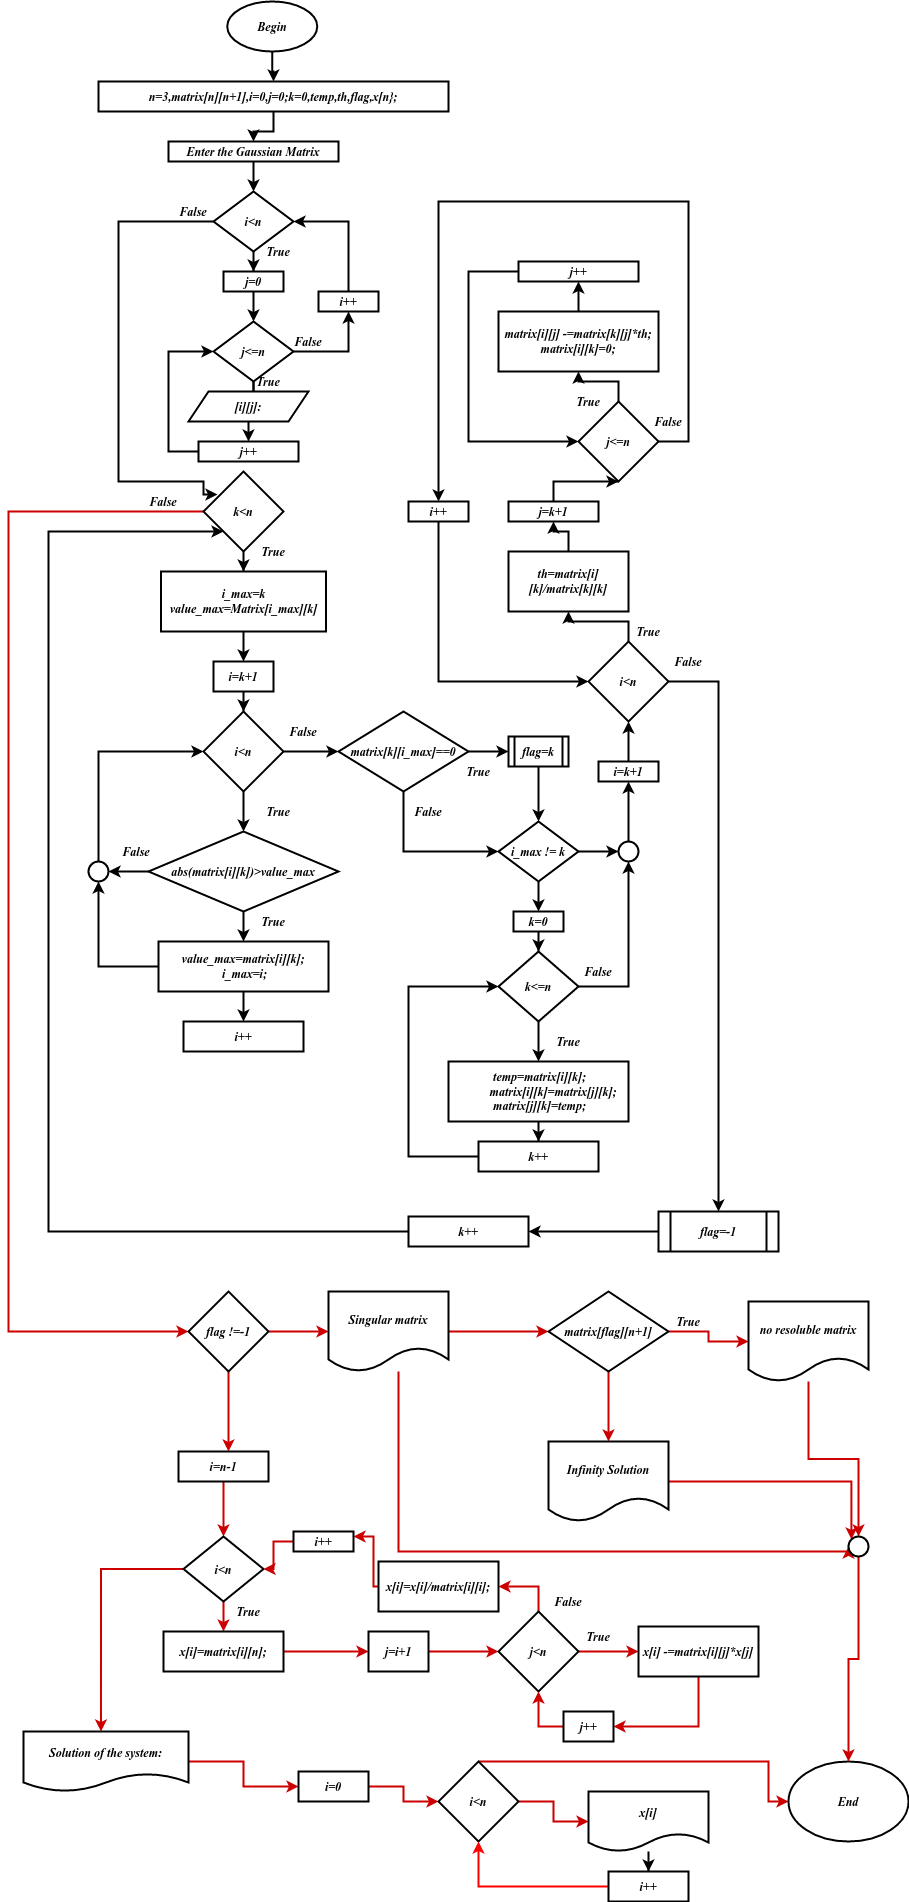 Begin
n=3,matrix[n][n+1],i=0,j=0;k=0,temp,th,flag,x[n};
Enter the Gaussian Matrix
i<n
False
True
j=0
i++
j<=n
False
True
[i][j]:
j++
j++
matrix[i][j] -=matrix[k][j]*th;
matrix[i][k]=0;
True
False
j<=n
i++
j=k+1
th=matrix[i]
[k]/matrix[k][k]
True
False
i<n
i=k+1
False
k<n
True
i_max=k
value_max=Matrix[i_max][k]
i=k+1
i<n
False
True
matrix[k][i_max]==0
True
False
flag=k
i_max != k
False
abs(matrix[i][k])>value_max
True
value_max=matrix[i][k];
i_max=i;
i++
k=0
k<=n
False
True
temp=matrix[i][k];
matrix[i][k]=matrix[j][k];
matrix[j][k]=temp;
k++
k++
flag=-1
flag !=-1
Singular matrix
matrix[flag][n+1]
True
no resoluble matrix
Infinity Solution
i=n-1
i<n
True
i++
x[i]=x[i]/matrix[i][i];
False
x[i]=matrix[i][n];
j=i+1
j<n
True
x[i] -=matrix[i][j]*x[j]
j++
Solution of the system:
i=0
i<n
x[i]
i++
End